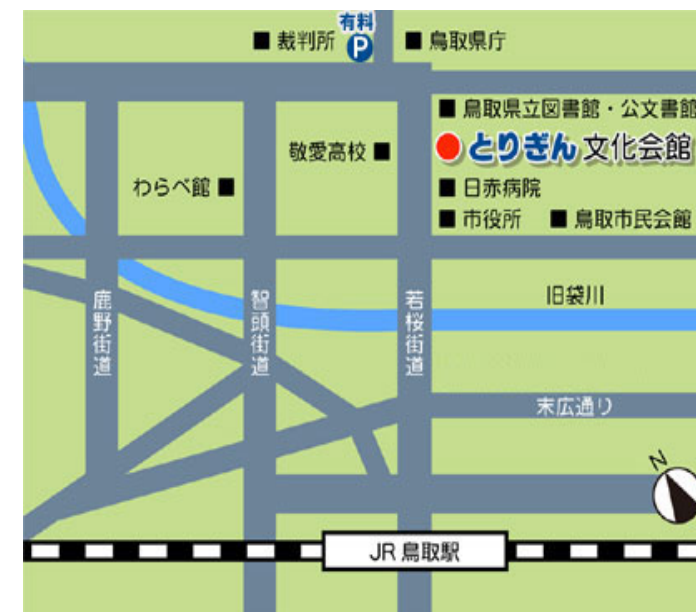 有料
P
■ 裁判所
■ 鳥取県庁
■ 鳥取県立図書館・公文書館
敬愛高校 ■
とりぎん文化会館
わらべ館 ■
■ 日赤病院
■ 市役所 ■ 鳥取市民会館
鹿野街道
智頭街道
若桜街道
旧袋川
末広通り
N
JR 鳥取駅